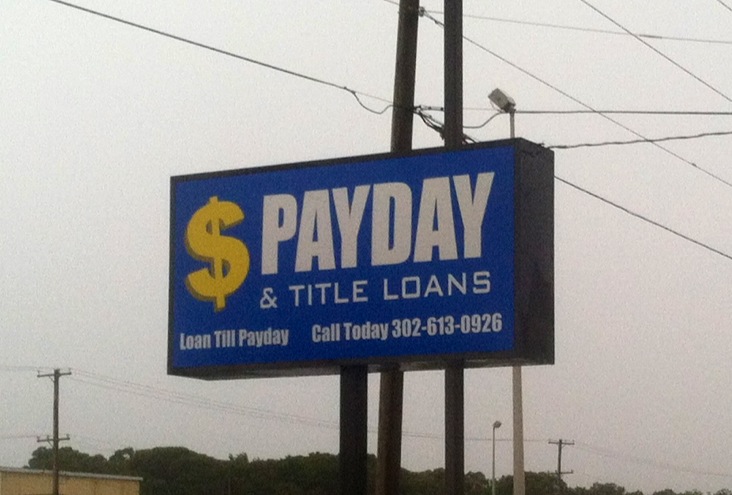 $ PAYDAY
& TITLE LOANS
Loan Till Payday Call Today 302-613-0926